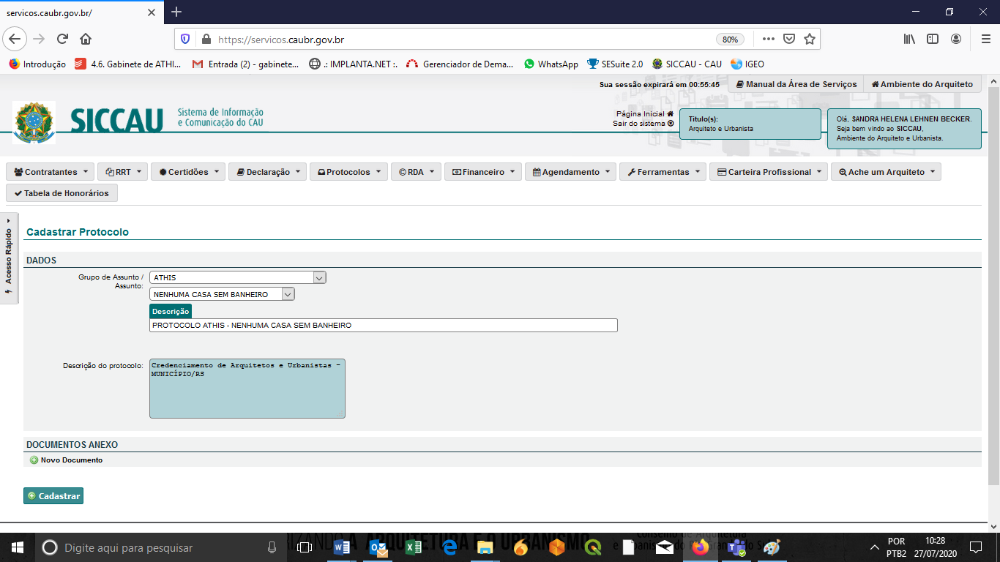 servicos.caubr.gov.br/
https://servicos.caubr.gov.br
80%
Introdução
4.6. Gabinete de ATHI...
Entrada (2) - gabinete...
.: IMPLANTA.NET :.
Gerenciador de Dema...
WhatsApp
SESuite 2.0
SICCAU - CAU
IGEO
Sua sessão expirará em 00:55:45
Manual da Área de Serviços
Ambiente do Arquiteto
SICCAU
Sistema de Informação
e Comunicação do CAU
Página Inicial
Sair do sistema
Título(s):
Arquiteto e Urbanista
Olá, SANDRA HELENA LEHNEN BECKER.
Seja bem vindo ao SICCAU,
Ambiente do Arquiteto e Urbanista.
Contratantes
RRT
Certidões
Declaração
Protocolos
RDA
Financeiro
Agendamento
Ferramentas
Carteira Profissional
Ache um Arquiteto
Tabela de Honorários
Acesso Rápido
Cadastrar Protocolo
DADOS
Grupo de Assunto /
Assunto:
ATHIS
NENHUMA CASA SEM BANHEIRO
Descrição
PROTOCOLO ATHIS - NENHUMA CASA SEM BANHEIRO
Descrição do protocolo:
Credenciamento de Arquitetos e Urbanistas -
MUNICÍPIO/RS
DOCUMENTOS ANEXO
Novo Documento
Cadastrar
Digite aqui para pesquisar
POR
PTB2
10:28
27/07/2020